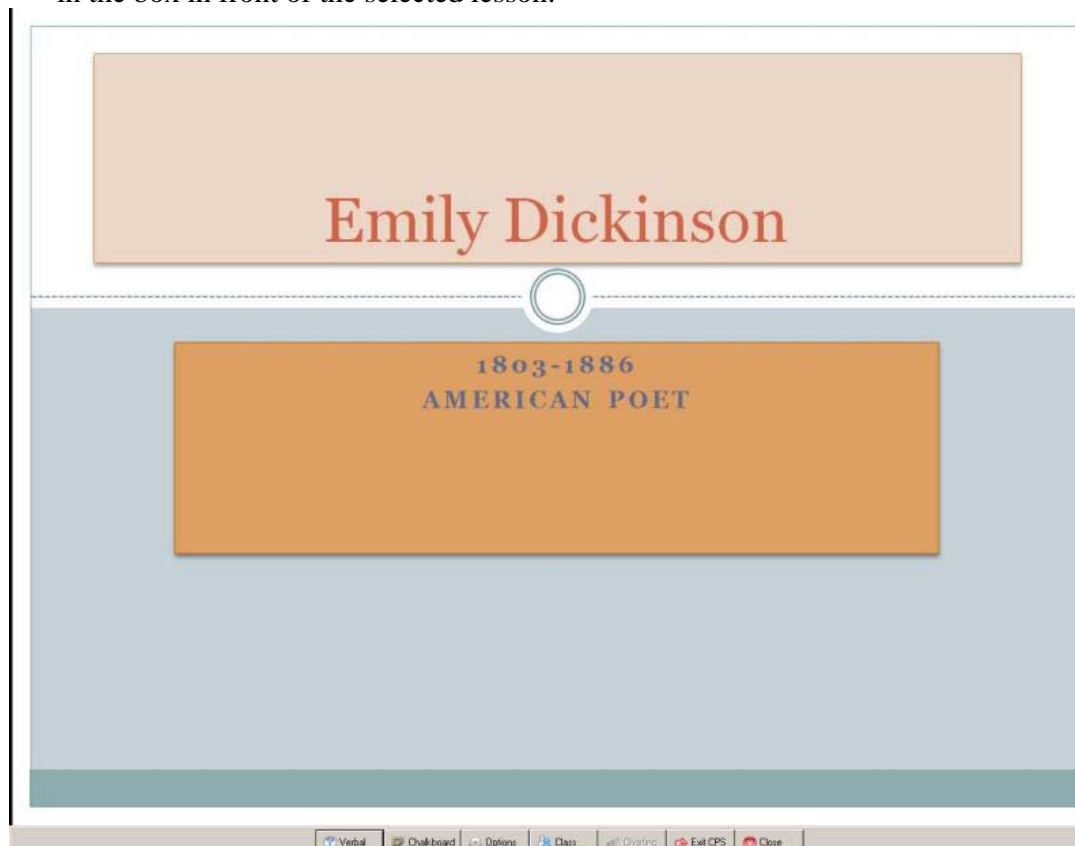 in the box in front of the selected lesson.
Emily Dickinson
1803-1886
AMERICAN POET
Verbal Chalkboard Options Class Charting Exit CPS Close